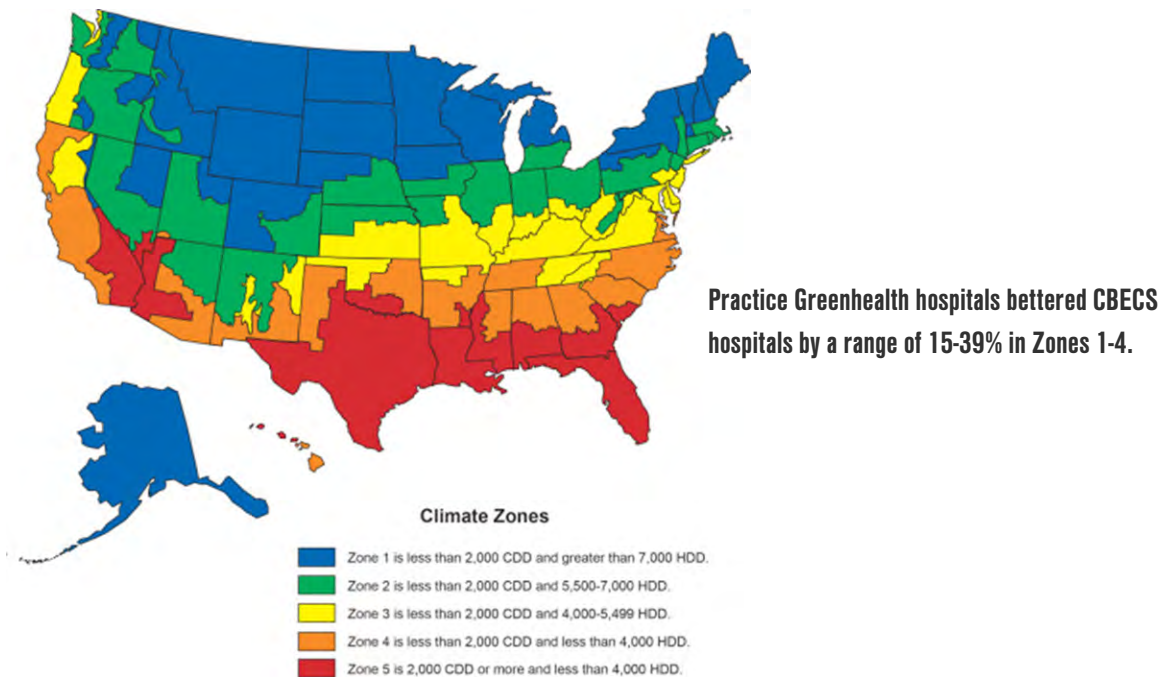 Practice Greenhealth hospitals bettered CBECS
hospitals by a range of 15-39% in Zones 1-4.
Climate Zones
Zone 1 is less than 2,000 CDD and greater than 7,000 HDD.
Zone 2 is less than 2,000 CDD and 5,500-7,000 HDD.
Zone 3 is less than 2,000 CDD and 4,000-5,499 HDD.
Zone 4 is less than 2,000 CDD and less than 4,000 HDD.
Zone 5 is 2,000 CDD or more and less than 4,000 HDD.